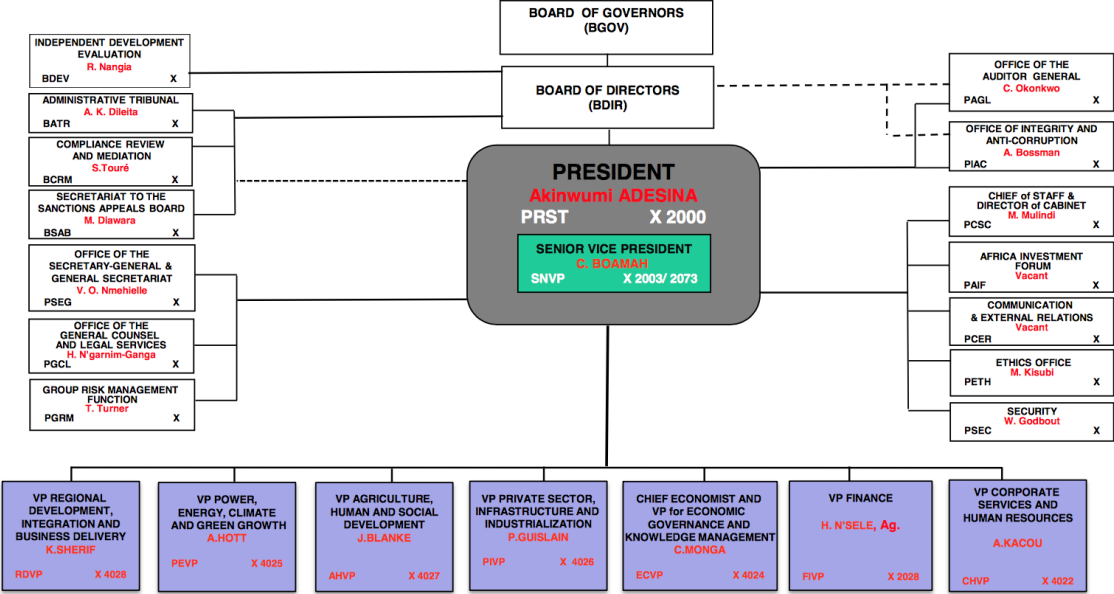 BOARD OF GOVERNORS
(BGOV)
BOARD OF DIRECTORS
(BDIR)
INDEPENDENT DEVELOPMENT
EVALUATION
R. Nangia
BDEV X
ADMINISTRATIVE TRIBUNAL
A. K. Dileita
BATR X
COMPLIANCE REVIEW
AND MEDIATION
S.Touré
BCRM X
SECRETARIAT TO THE
SANCTIONS APPEALS BOARD
M. Diawara
BSAB X
OFFICE OF THE
SECRETARY-GENERAL &
GENERAL SECRETARIAT
V. O. Nmehielle
PSEG X
OFFICE OF THE
GENERAL COUNSEL
AND LEGAL SERVICES
H. N'garnim-Ganga
PGCL X
GROUP RISK MANAGEMENT
FUNCTION
T. Turner
PGRM X
PRESIDENT
Akinwumi ADESINA
PRST X 2000
SENIOR VICE PRESIDENT
C. BOAMAH
SNVP X 2003/ 2073
OFFICE OF THE
AUDITOR GENERAL
C. Okonkwo
PAGL X
OFFICE OF INTEGRITY AND
ANTI-CORRUPTION
A. Bossman
PIAC X
CHIEF of STAFF &
DIRECTOR of CABINET
M. Mulindi
PCSC X
AFRICA INVESTMENT
FORUM
Vacant
PAIF X
COMMUNICATION
& EXTERNAL RELATIONS
Vacant
PCER X
ETHICS OFFICE
M. Kisubi
PETH X
SECURITY
W. Godbout
PSEC X
VP REGIONAL
DEVELOPMENT,
INTEGRATION AND
BUSINESS DELIVERY
K.SHERIF
RDVP X 4028
VP POWER,
ENERGY, CLIMATE
AND GREEN GROWTH
A.HOTT
PEVP X 4025
VP AGRICULTURE,
HUMAN AND SOCIAL
DEVELOPMENT
J.BLANKE
AHVP X 4027
VP PRIVATE SECTOR,
INFRASTRUCTURE AND
INDUSTRIALIZATION
P.GUISLAIN
PIVP X 4026
CHIEF ECONOMIST AND
VP for ECONOMIC
GOVERNANCE AND
KNOWLEDGE MANAGEMENT
C.MONGA
ECVP X 4024
VP FINANCE
H. N'SELE, Ag.
FIVP X 2028
VP CORPORATE
SERVICES AND
HUMAN RESOURCES
A.KACOU
CHVP X 4022